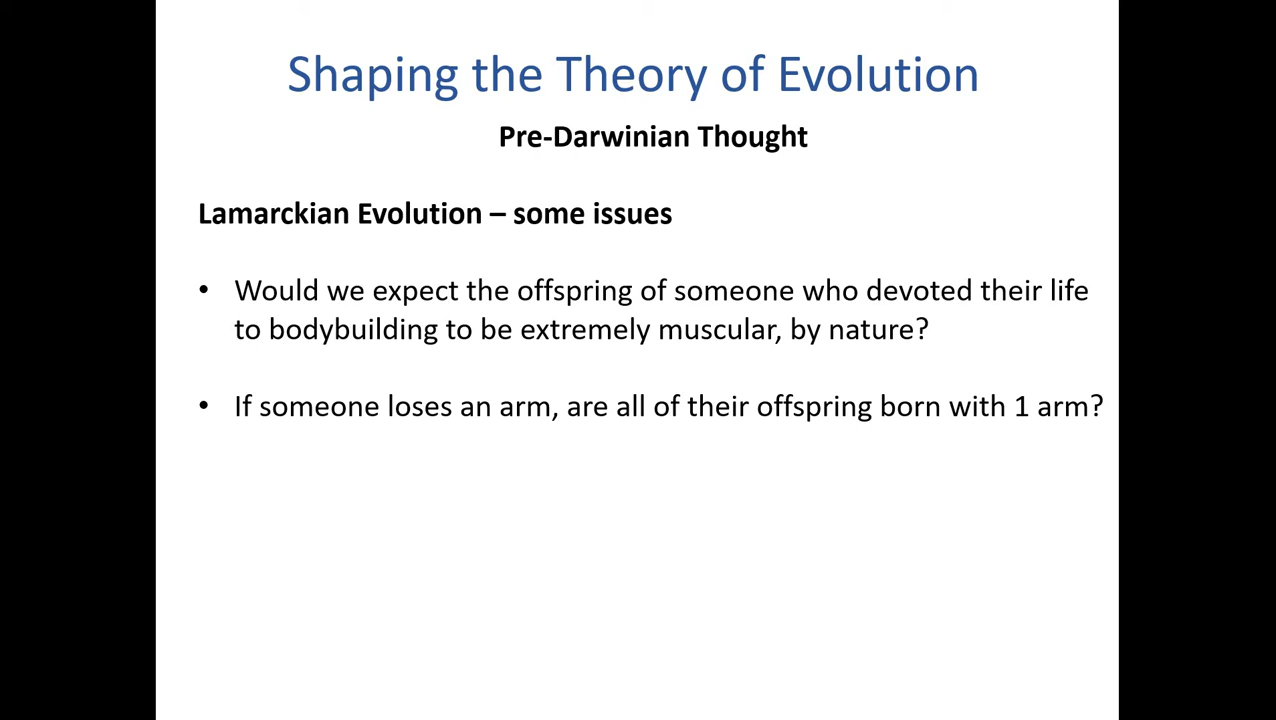 Shaping the Theory of Evolution
Pre-Darwinian Thought
Lamarckian Evolution – some issues
• Would we expect the offspring of someone who devoted their life
to bodybuilding to be extremely muscular, by nature?
• If someone loses an arm, are all of their offspring born with 1 arm?